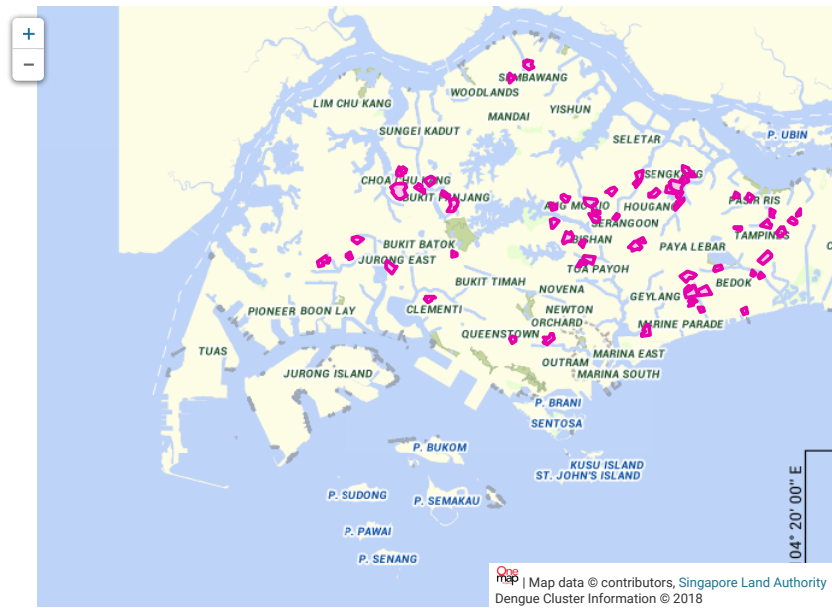 +
−
SEMBAWANG
WOODLANDS
LIM CHU KANG
YISHUN
MANDAI
SUNGEI KADUT
P. UBIN
SELETAR
SENGKANG
CHOA CHU KANG
BUKIT PANJANG
PASIR RIS
ANG MO KIO
HOUGANG
SERANGOON
TAMPINES
BISHAN
BUKIT BATOK
PAYA LEBAR
JURONG EAST
TOA PAYOH
BUKIT TIMAH
BEDOK
NOVENA
GEYLANG
PIONEER
BOON LAY
CLEMENTI
NEWTON
ORCHARD
MARINE PARADE
QUEENSTOWN
TUAS
MARINA EAST
OUTRAM
JURONG ISLAND
MARINA SOUTH
P. BRANI
SENTOSA
P. BUKOM
KUSU ISLAND
ST. JOHN'S ISLAND
P. SUDONG
P. SEMAKAU
P. PAWAI
P. SENANG
104° 20' 00" E
One
map | Map data © contributors, Singapore Land Authority
Dengue Cluster Information © 2018